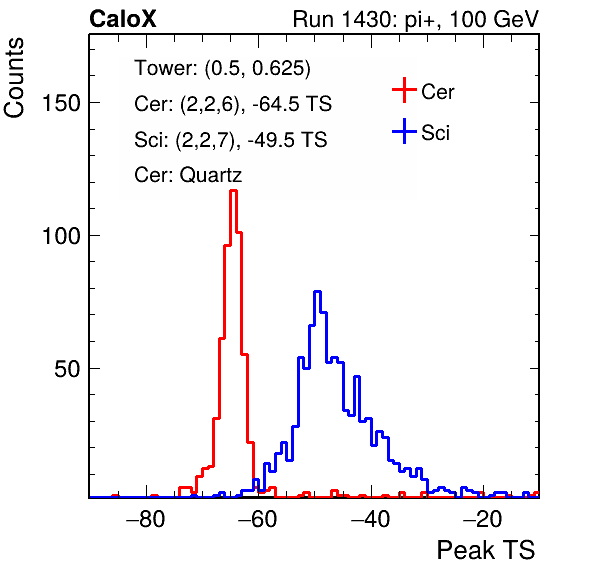 CaloX Run 1430: pi+, 100 GeV
Counts
Tower: (0.5, 0.625)
Cer: (2,2,6), -64.5 TS
Sci: (2,2,7), -49.5 TS
Cer: Quartz
Cer
Sci
150
100
50
−80 −60 −40 −20
Peak TS